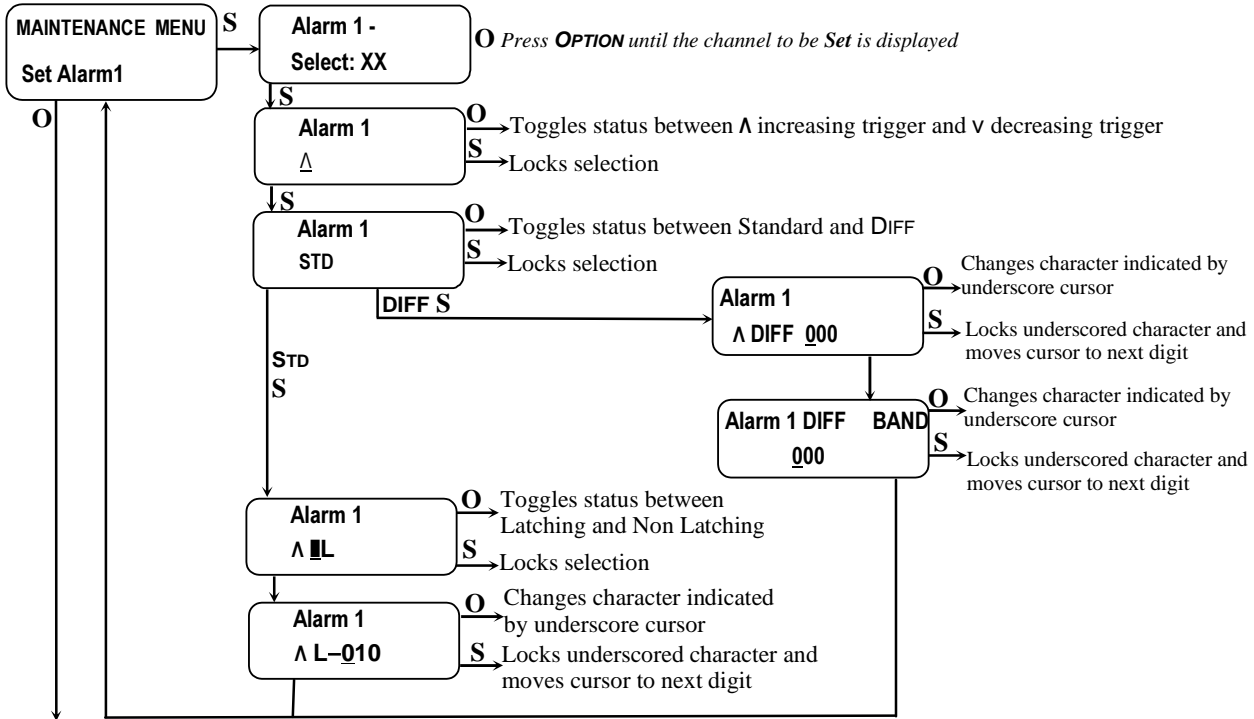 MAINTENANCE MENU
Set Alarm1
S
Alarm 1 -
Select: XX
O Press OPTION until the channel to be Set is displayed
O
S
Alarm 1
Λ
O
Toggles status between Λ increasing trigger and v decreasing trigger
S
Locks selection
S
Alarm 1
STD
O
Toggles status between Standard and DIFF
S
Locks selection
DIFF S
Alarm 1
Λ DIFF 000
O
Changes character indicated by
underscore cursor
S
Locks underscored character and
moves cursor to next digit
Alarm 1 DIFF BAND
000
O
Changes character indicated by
underscore cursor
S
Locks underscored character and
moves cursor to next digit
STD
S
Alarm 1
Λ █L
O
Toggles status between
Latching and Non Latching
S
Locks selection
Alarm 1
Λ L–010
O
Changes character indicated
by underscore cursor
S
Locks underscored character and
moves cursor to next digit